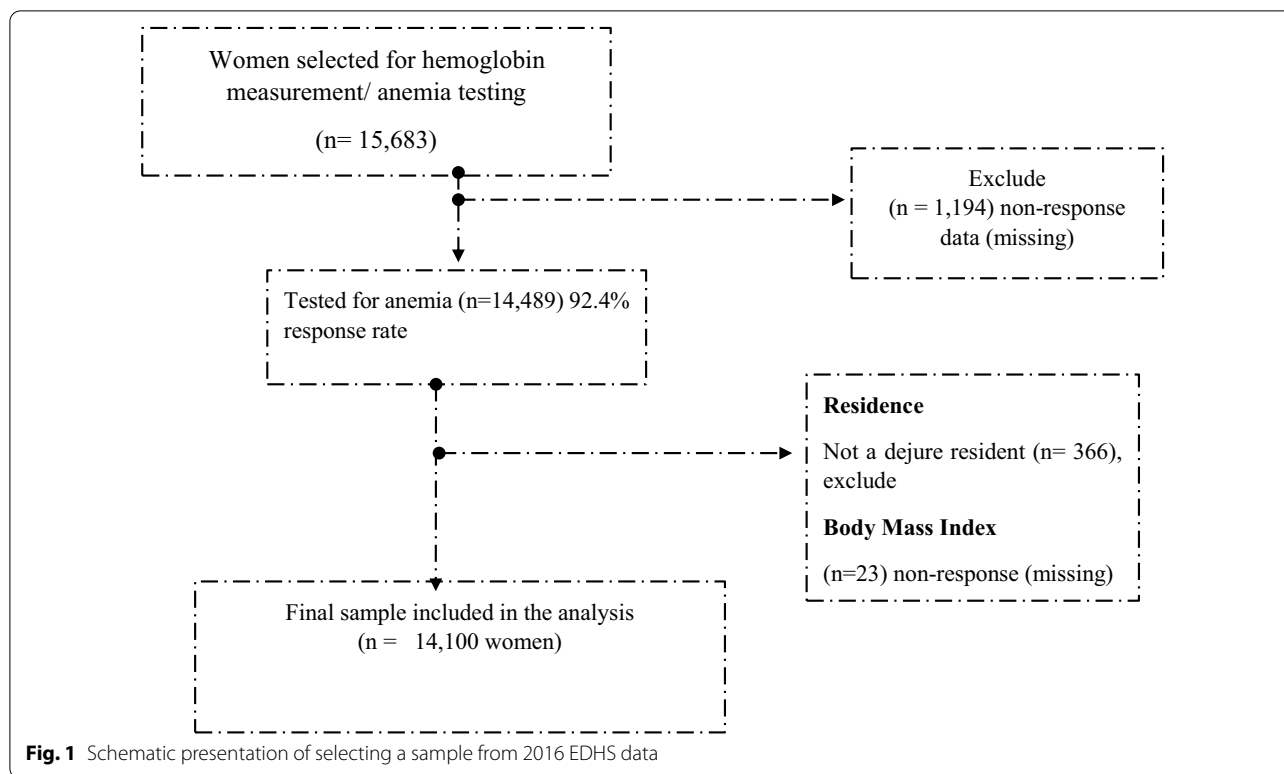 Women selected for hemoglobin
measurement/ anemia testing
(n= 15,683)
Exclude
(n = 1,194) non-response
data (missing)
Tested for anemia (n=14,489) 92.4%
response rate
Residence
Not a dejure resident (n= 366),
exclude
Body Mass Index
(n=23) non-response (missing)
Final sample included in the analysis
(n = 14,100 women)
Fig. 1 Schematic presentation of selecting a sample from 2016 EDHS data